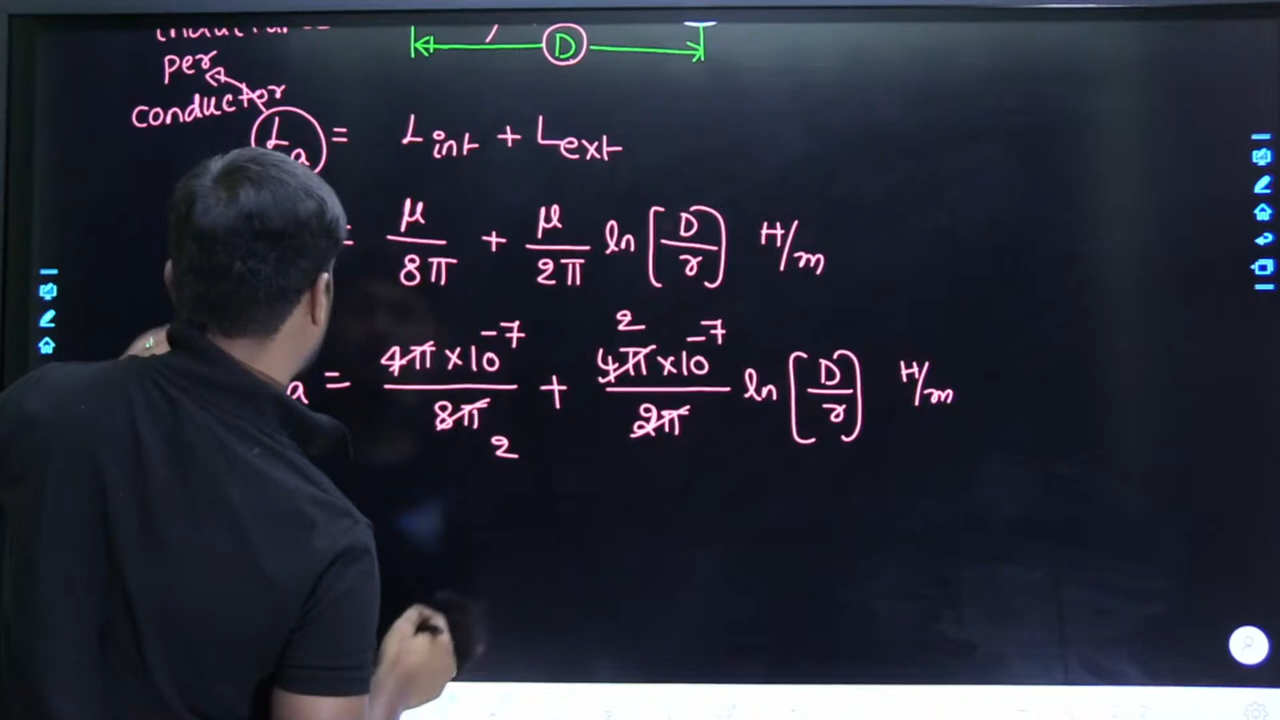 D
per
conductor
La = Lint + Lext
= μ/8π + μ/2π ln[D/r] H/m
a = 4π×10^-7/8π 2 + 2 4π×10^-7/2π ln[D/r] H/m